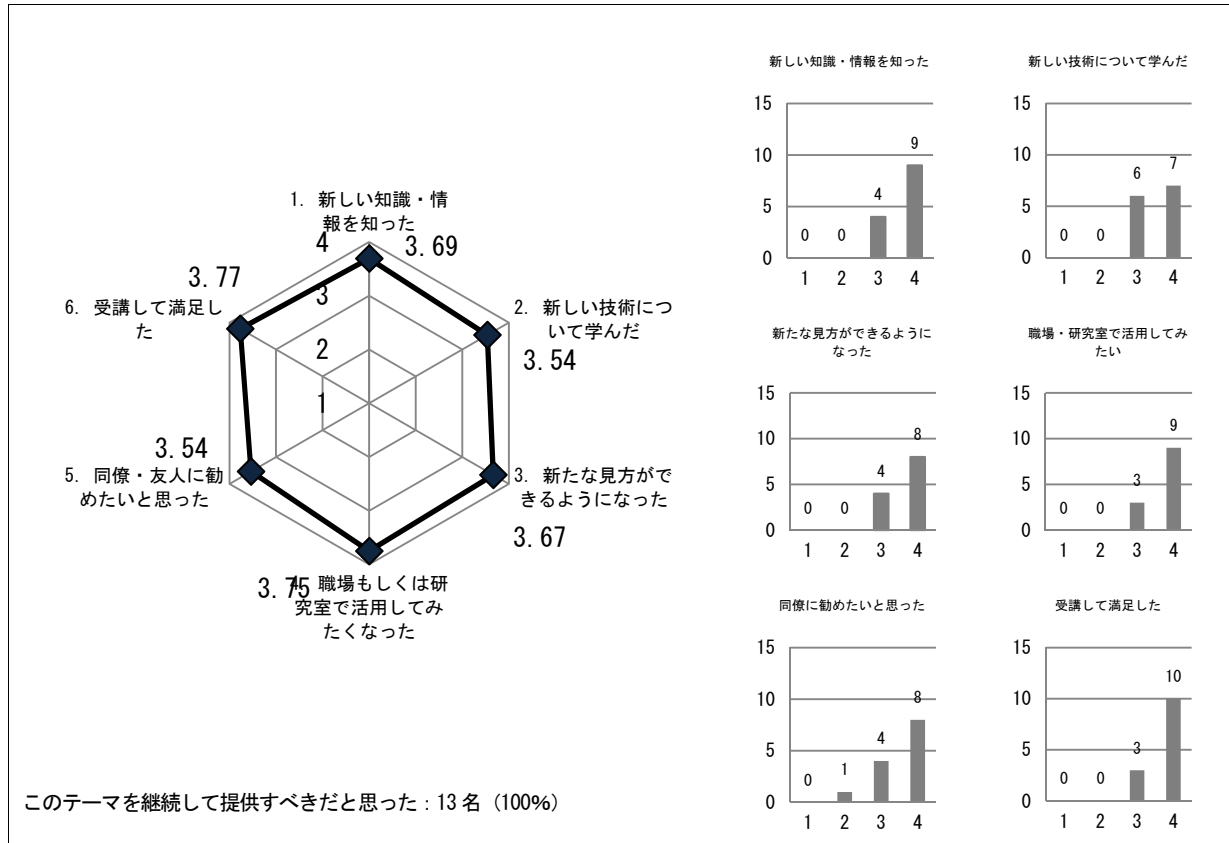 1. 新しい知識・情
報を知った
4
3.69
3
2
1
2. 新しい技術につ
いて学んだ
3.54
3. 新たな見方がで
きるようになった
3.67
4. 職場もしくは研
究室で活用してみ
たくなった
3.75
5. 同僚・友人に勧
めたいと思った
3.54
6. 受講して満足し
た
3.77
このテーマを継続して提供すべきだと思った：13 名（100%）
新しい知識・情報を知った
15
10
5
0
0 0 4 9
1 2 3 4
新しい技術について学んだ
15
10
5
0
0 0 6 7
1 2 3 4
新たな見方ができるように
なった
15
10
5
0
0 0 4 8
1 2 3 4
職場・研究室で活用してみ
たい
15
10
5
0
0 0 3 9
1 2 3 4
同僚に勧めたいと思った
15
10
5
0
0 1 4 8
1 2 3 4
受講して満足した
15
10
5
0
0 0 3 10
1 2 3 4